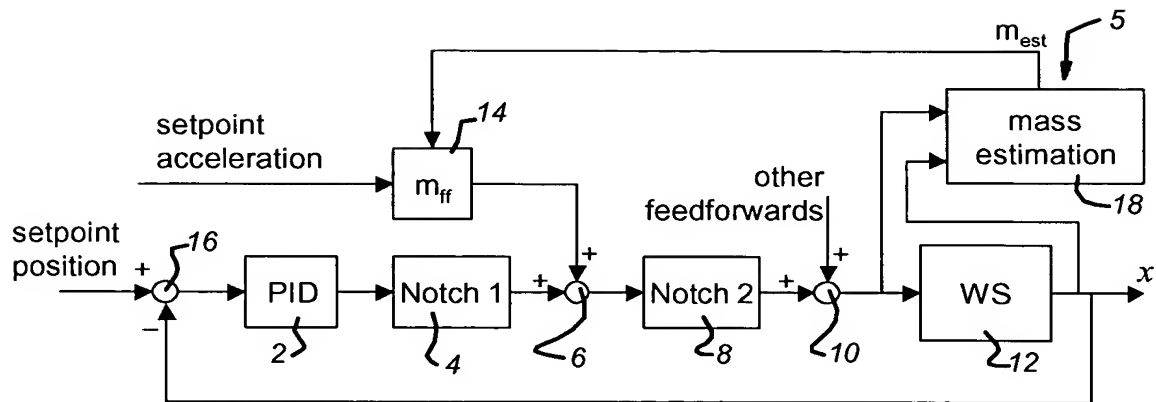 m_est
5
14
setpoint
acceleration
m_ff
mass
estimation
18
other
feedforwards
setpoint
position
16
+
−
PID
2
Notch 1
4
+
+
6
Notch 2
8
+
+
10
WS
12
x